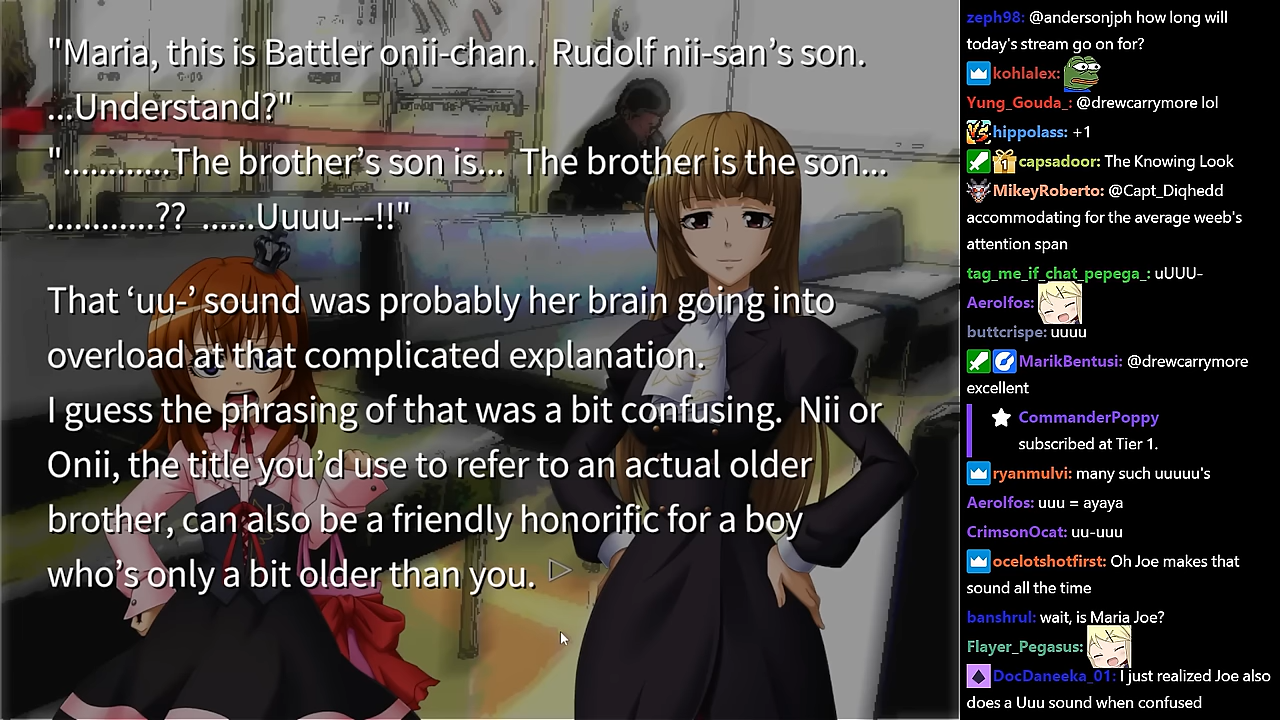 "Maria, this is Battler onii-chan.  Rudolf nii-san’s son.
...Understand?"
"............The brother’s son is...  The brother is the son...
............??  ......Uuuu---!!"
That ‘uu-’ sound was probably her brain going into
overload at that complicated explanation.
I guess the phrasing of that was a bit confusing.  Nii or
Onii, the title you’d use to refer to an actual older
brother, can also be a friendly honorific for a boy
who’s only a bit older than you.
zeph98: @andersonjph how long will
today's stream go on for?
kohlalex:
Yung_Gouda_: @drewcarrymore lol
hippolass: +1
capsadoor: The Knowing Look
MikeyRoberto: @Capt_Diqhedd
accommodating for the average weeb's
attention span
tag_me_if_chat_pepega_: uUUU-
Aerolfos:
buttcrispe: uuuu
MarikBentusi: @drewcarrymore
excellent
CommanderPoppy
subscribed at Tier 1.
ryanmulvi: many such uuuuu's
Aerolfos: uuu = ayaya
CrimsonOcat: uu-uuu
ocelotshotfirst: Oh Joe makes that
sound all the time
banshrul: wait, is Maria Joe?
Flayer_Pegasus:
DocDaneeka_01: I just realized Joe also
does a Uuu sound when confused